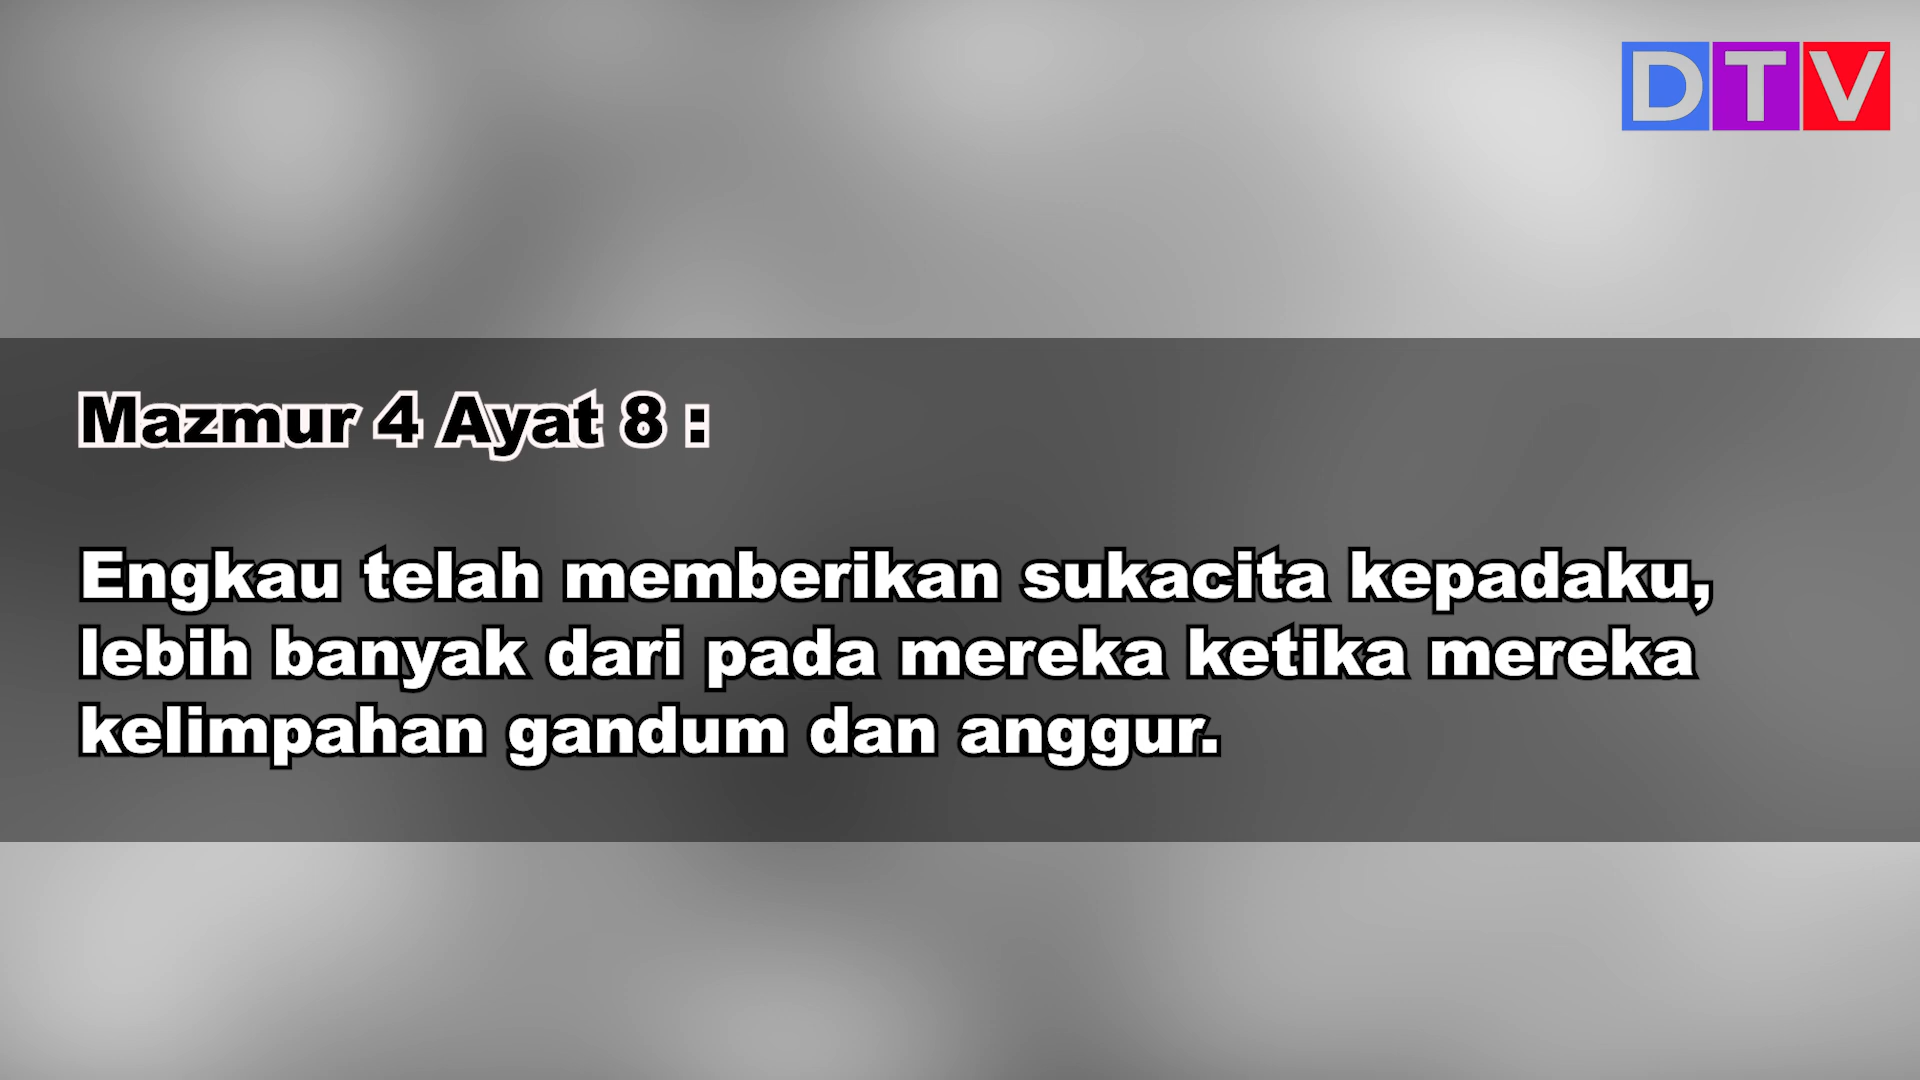 DTV
Mazmur 4 Ayat 8 :
Engkau telah memberikan sukacita kepadaku,
lebih banyak dari pada mereka ketika mereka
kelimpahan gandum dan anggur.